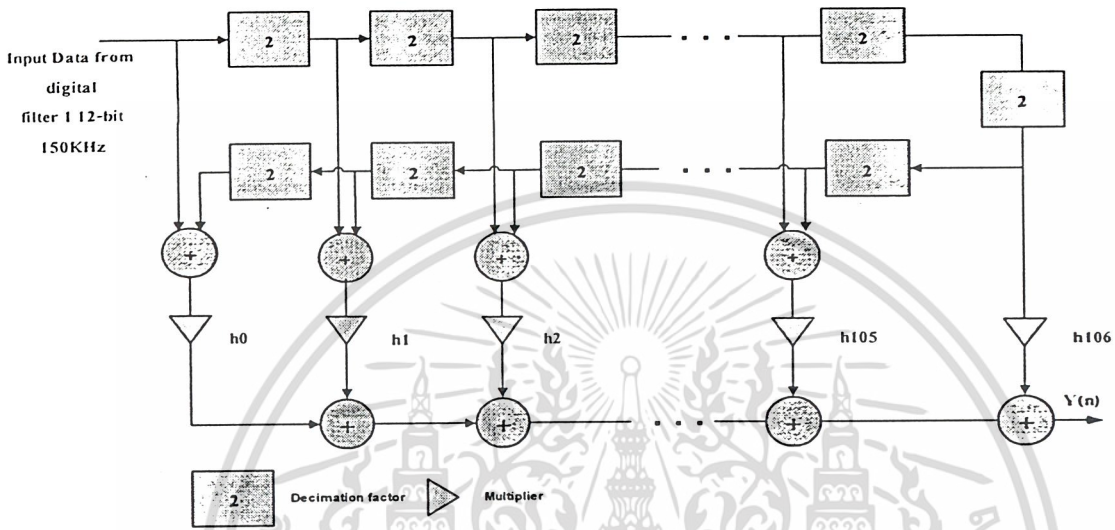 2
2
2
2
Input Data from
digital
filter 1 12-bit
150KHz
2
2
2
2
2
+
+
+
+
h0
h1
h2
h105
h106
+
+
+
+
Y(n)
2
Decimation factor
Multiplier